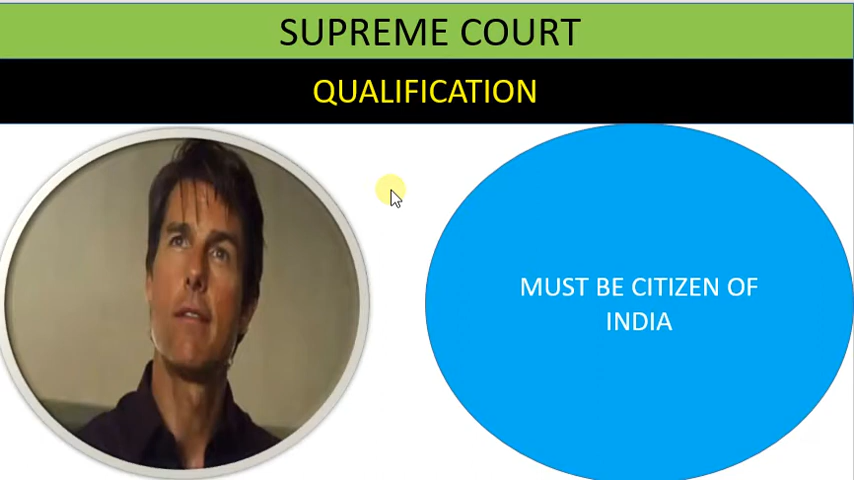 SUPREME COURT
QUALIFICATION
MUST BE CITIZEN OF
INDIA